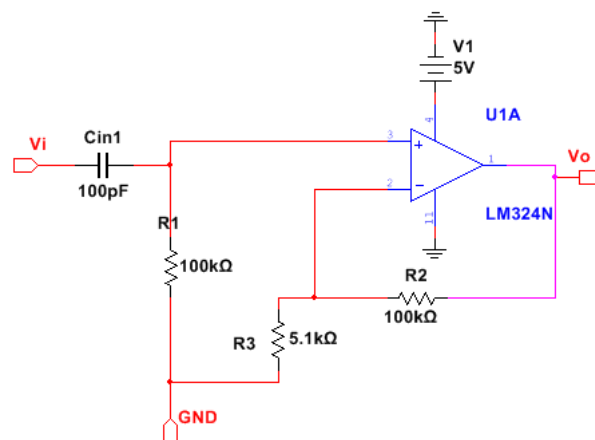 V1
5V
4
U1A
Vi
Cin1
3
1
Vo
100pF
2
LM324N
R1
11
100kΩ
R2
R3
5.1kΩ
100kΩ
GND